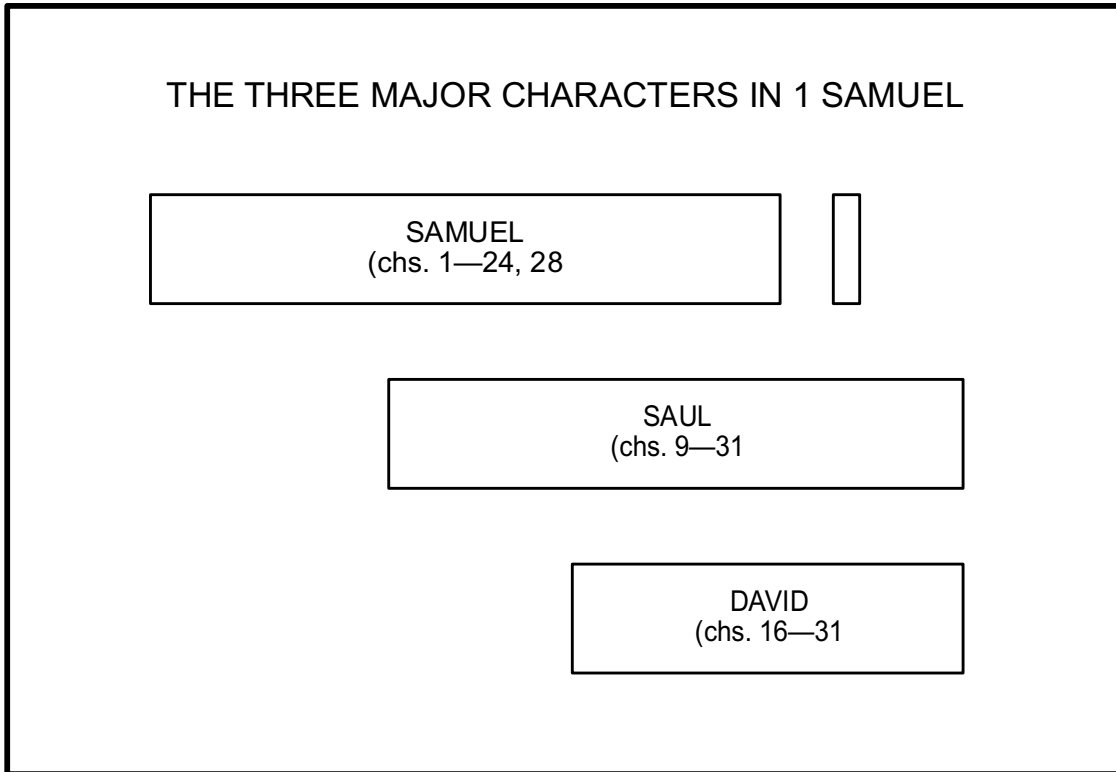 THE THREE MAJOR CHARACTERS IN 1 SAMUEL
SAMUEL
(chs. 1—24, 28
SAUL
(chs. 9—31
DAVID
(chs. 16—31